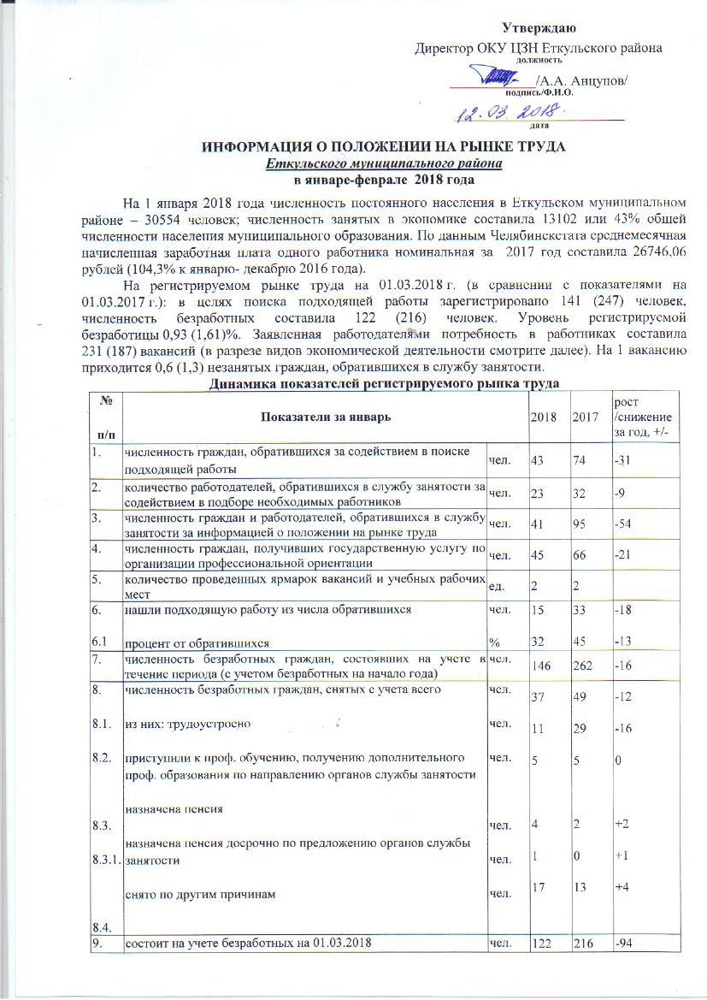 Утверждаю
Директор ОКУ ЦЗН Еткульского района
должность
/А.А. Анцупов/
подпись/Ф.И.О.
12.03.2018.
дата
ИНФОРМАЦИЯ О ПОЛОЖЕНИИ НА РЫНКЕ ТРУДА
Еткульского муниципального района
в январе-феврале 2018 года
На 1 января 2018 года численность постоянного населения в Еткульском муниципальном
районе – 30554 человек; численность занятых в экономике составила 13102 или 43% общей
численности населения муниципального образования. По данным Челябинскстата среднемесячная
начисленная заработная плата одного работника номинальная за 2017 год составила 26746,06
рублей (104,3% к январю- декабрю 2016 года).
На регистрируемом рынке труда на 01.03.2018 г. (в сравнении с показателями на
01.03.2017 г.): в целях поиска подходящей работы зарегистрировано 141 (247) человек,
численность безработных составила 122 (216) человек. Уровень регистрируемой
безработицы 0,93 (1,61)%. Заявленная работодателями потребность в работниках составила
231 (187) вакансий (в разрезе видов экономической деятельности смотрите далее). На 1 вакансию
приходится 0,6 (1,3) незанятых граждан, обратившихся в службу занятости.
Динамика показателей регистрируемого рынка труда
№ п/п Показатели за январь 2018 2017 рост /снижение за год, +/-
1. численность граждан, обратившихся за содействием в поиске
подходящей работы чел. 43 74 -31
2. количество работодателей, обратившихся в службу занятости за
содействием в подборе необходимых работников чел. 23 32 -9
3. численность граждан и работодателей, обратившихся в службу
занятости за информацией о положении на рынке труда чел. 41 95 -54
4. численность граждан, получивших государственную услугу по
организации профессиональной ориентации чел. 45 66 -21
5. количество проведенных ярмарок вакансий и учебных рабочих
мест ед. 2 2
6. нашли подходящую работу из числа обратившихся чел. 15 33 -18
6.1 процент от обратившихся % 32 45 -13
7. численность безработных граждан, состоявших на учете в
течение периода (с учетом безработных на начало года) чел. 146 262 -16
8. численность безработных граждан, снятых с учета всего чел. 37 49 -12
8.1. из них: трудоустроено чел. 11 29 -16
8.2. приступили к проф. обучению, получению дополнительного чел. 5 5 0
проф. образования по направлению органов службы занятости
назначена пенсия
8.3. чел. 4 2 +2
назначена пенсия досрочно по предложению органов службы
8.3.1. занятости чел. 1 0 +1
снято по другим причинам чел. 17 13 +4
8.4.
9. состоит на учете безработных на 01.03.2018 чел. 122 216 -94